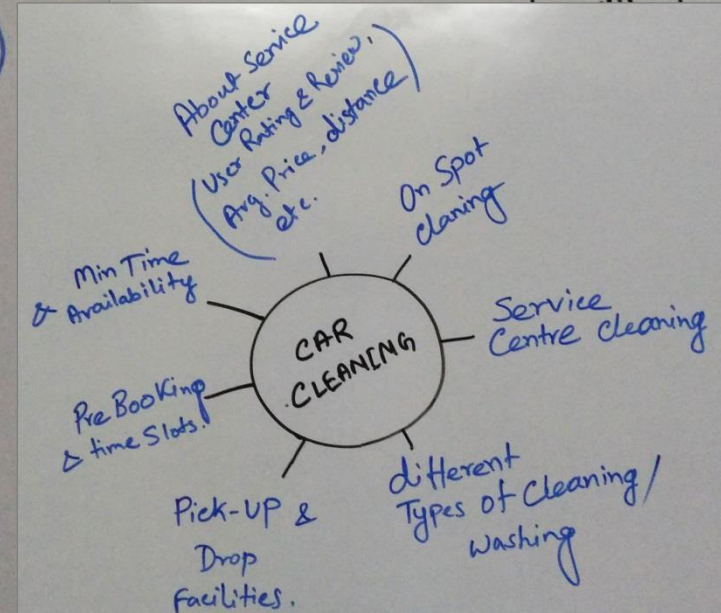 About Service
Center
(User Rating & Review,
Avg. Price, distance
etc.)
On Spot
claning
Service
Centre Cleaning
different
Types of Cleaning/
Washing
Pick-UP &
Drop
Facilities.
Pre Booking
& time Slots.
Min Time
& Availability
CAR
CLEANING